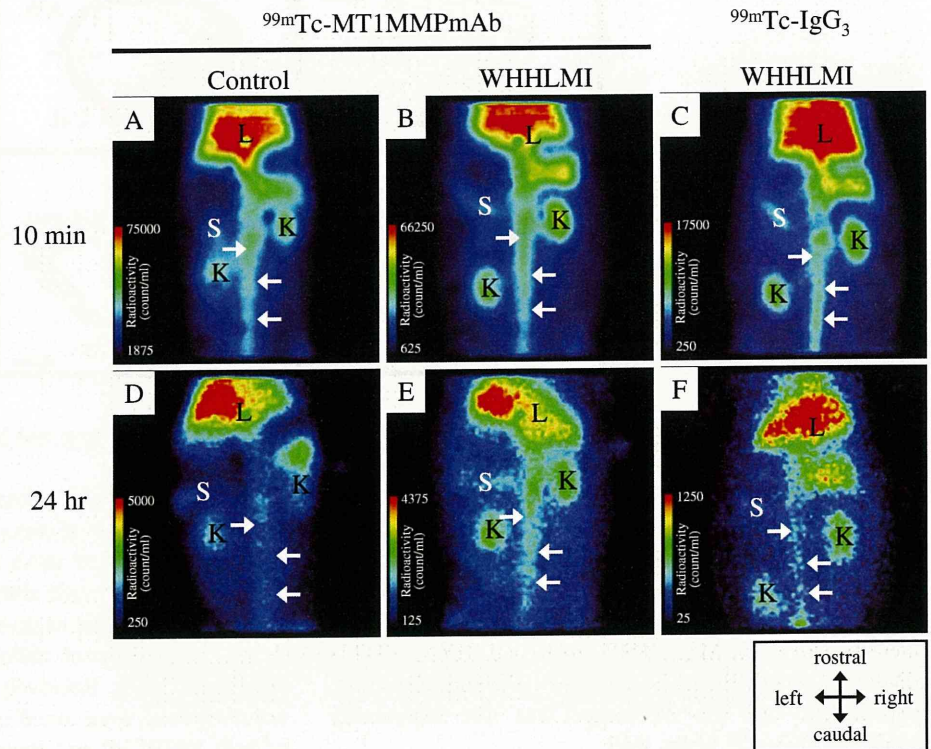 99mTc-MT1MMPmAb
99mTc-IgG3
Control
WHHLMI
WHHLMI
10 min
A
L
S
K
K
75000
Radioactivity
(count/ml)
1875
B
L
S
K
K
66250
Radioactivity
(count/ml)
625
C
L
S
K
K
17500
Radioactivity
(count/ml)
250
24 hr
D
L
S
K
K
5000
Radioactivity
(count/ml)
250
E
L
S
K
K
4375
Radioactivity
(count/ml)
125
F
L
S
K
K
1250
Radioactivity
(count/ml)
25
rostral
left
right
caudal